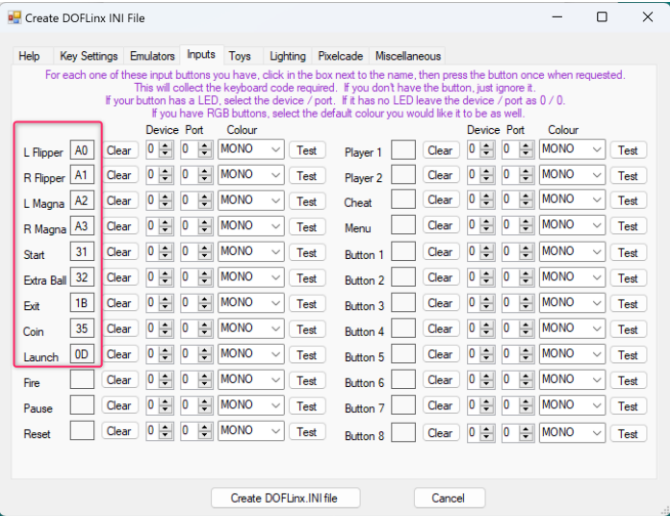 Create DOFLinx INI File
Help Key Settings Emulators Inputs Toys Lighting Pixelcade Miscellaneous
For each one of these input buttons you have, click in the box next to the name, then press the button once when requested.
This will collect the keyboard code required. If you don't have the button, just ignore it.
If your button has a LED, select the device / port. If it has no LED leave the device / port as 0 / 0.
If you have RGB buttons, select the default colour you would like it to be as well.
Device Port Colour Device Port Colour
L Flipper A0 Clear 0 0 MONO Test Player 1 Clear 0 0 MONO Test
R Flipper A1 Clear 0 0 MONO Test Player 2 Clear 0 0 MONO Test
L Magna A2 Clear 0 0 MONO Test Cheat Clear 0 0 MONO Test
R Magna A3 Clear 0 0 MONO Test Menu Clear 0 0 MONO Test
Start 31 Clear 0 0 MONO Test Button 1 Clear 0 0 MONO Test
Extra Ball 32 Clear 0 0 MONO Test Button 2 Clear 0 0 MONO Test
Exit 1B Clear 0 0 MONO Test Button 3 Clear 0 0 MONO Test
Coin 35 Clear 0 0 MONO Test Button 4 Clear 0 0 MONO Test
Launch 0D Clear 0 0 MONO Test Button 5 Clear 0 0 MONO Test
Fire Clear 0 0 MONO Test Button 6 Clear 0 0 MONO Test
Pause Clear 0 0 MONO Test Button 7 Clear 0 0 MONO Test
Reset Clear 0 0 MONO Test Button 8 Clear 0 0 MONO Test
Create DOFLinx.INI file Cancel